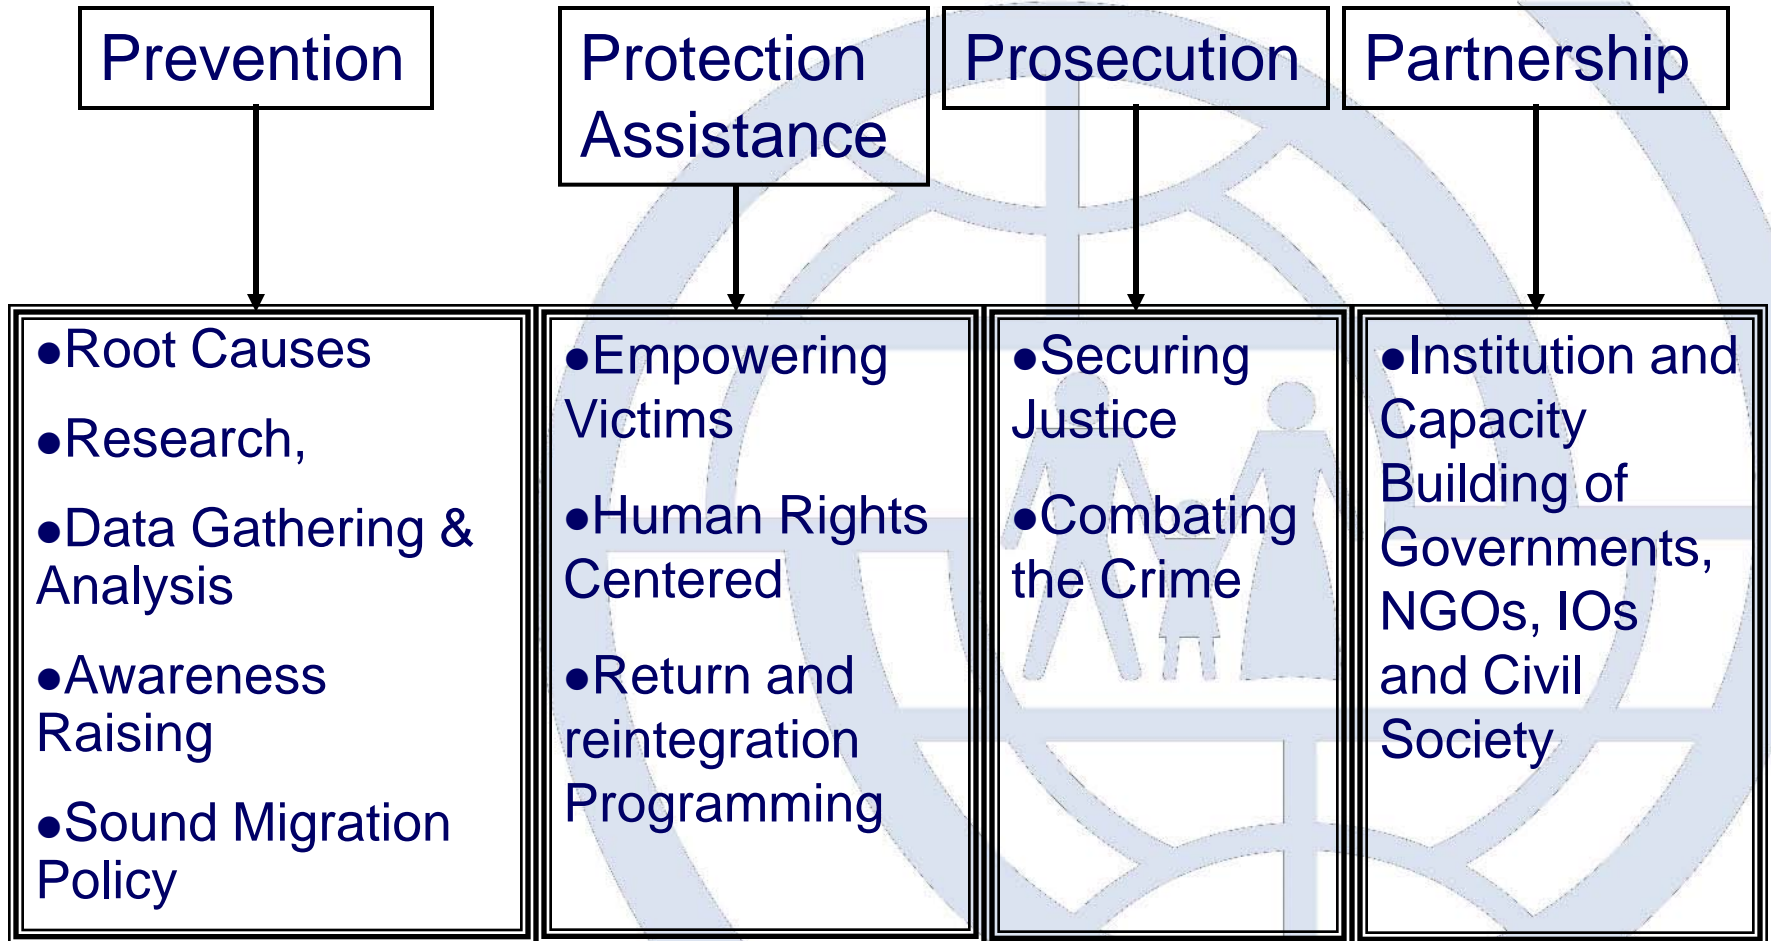 Prevention
Protection
Assistance
Prosecution
Partnership
●Root Causes
●Research,
●Data Gathering &
Analysis
●Awareness
Raising
●Sound Migration
Policy
●Empowering
Victims
●Human Rights
Centered
●Return and
reintegration
Programming
●Securing
Justice
●Combating
the Crime
●Institution and
Capacity
Building of
Governments,
NGOs, IOs
and Civil
Society